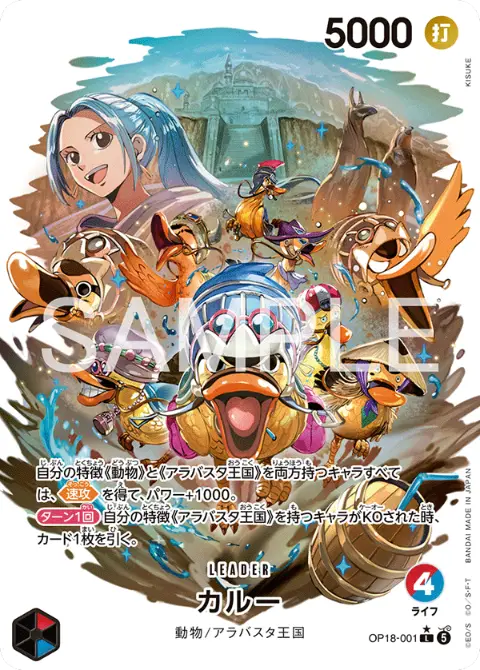 5000 打
KISUKE
SAMPLE
自分の特徴《動物》と《アラバスタ王国》を両方持つキャラすべて
は、速攻を得て、パワー+1000。
ターン1回 自分の特徴《アラバスタ王国》を持つキャラがKOされた時、
カード1枚を引く。
LEADER
カルー
動物/アラバスタ王国
4
ライフ
OP18-001 L 5
©E.O/S ©O/S・F・T BANDAI MADE IN JAPAN